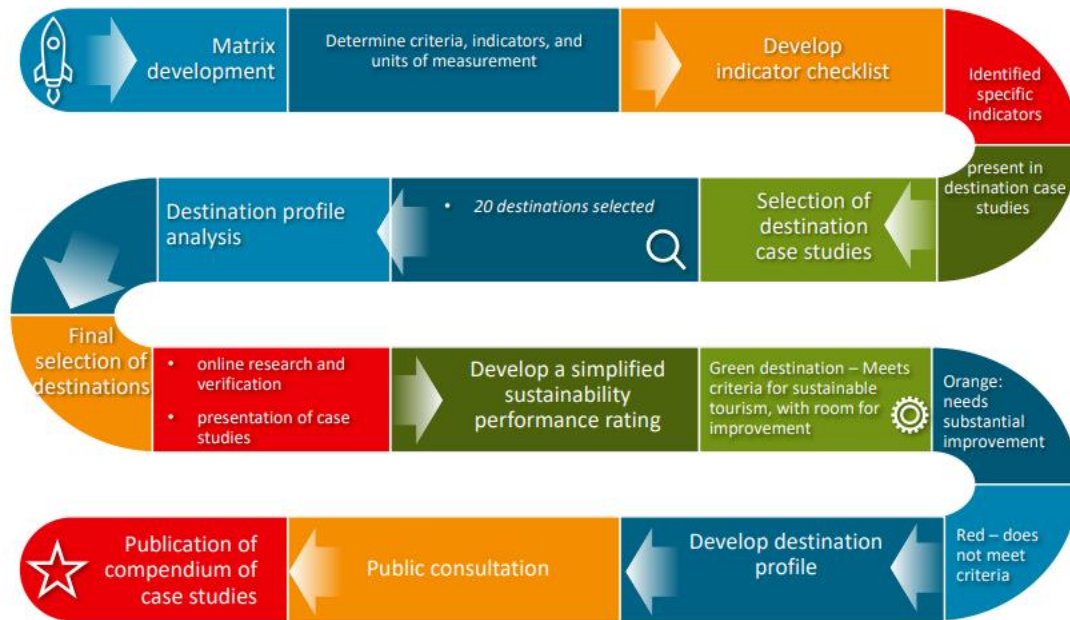 Matrix
development
Determine criteria, indicators, and
units of measurement
Develop
indicator checklist
Identified
specific
indicators
present in
destination case
studies
Selection of
destination
case studies
• 20 destinations selected
Destination profile
analysis
Final
selection of
destinations
• online research and
verification
• presentation of case
studies
Develop a simplified
sustainability
performance rating
Green destination – Meets
criteria for sustainable
tourism, with room for
improvement
Orange:
needs
substantial
improvement
Red – does
not meet
criteria
Develop destination
profile
Public consultation
Publication of
compendium of
case studies